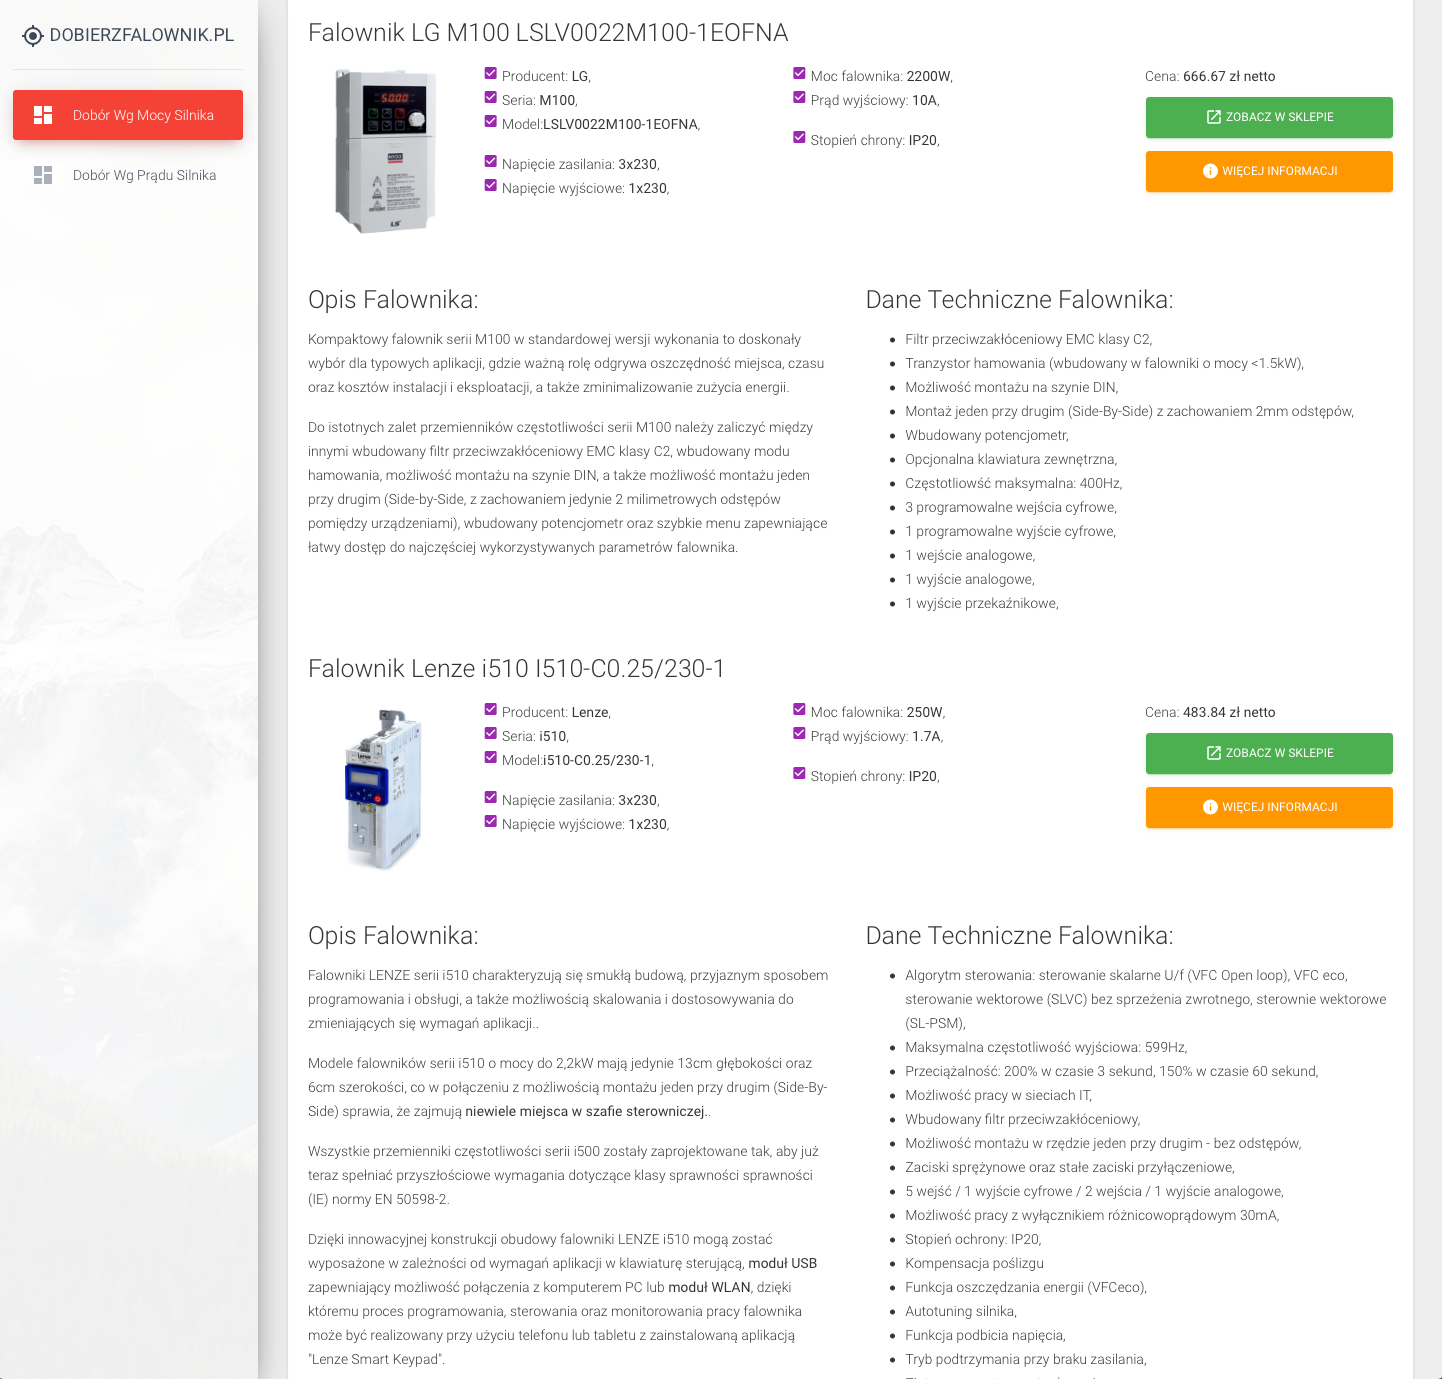 DOBIERZFALOWNIK.PL
Dobór Wg Mocy Silnika
Dobór Wg Prądu Silnika
Falownik LG M100 LSLV0022M100-1EOFNA
50.00
M100
LS
Producent: LG,
Seria: M100,
Model:LSLV0022M100-1EOFNA,
Napięcie zasilania: 3x230,
Napięcie wyjściowe: 1x230,
Moc falownika: 2200W,
Prąd wyjściowy: 10A,
Stopień chrony: IP20,
Cena: 666.67 zł netto
ZOBACZ W SKLEPIE
WIĘCEJ INFORMACJI
Opis Falownika:
Kompaktowy falownik serii M100 w standardowej wersji wykonania to doskonały
wybór dla typowych aplikacji, gdzie ważną rolę odgrywa oszczędność miejsca, czasu
oraz kosztów instalacji i eksploatacji, a także zminimalizowanie zużycia energii.
Do istotnych zalet przemienników częstotliwości serii M100 należy zaliczyć między
innymi wbudowany filtr przeciwzakłóceniowy EMC klasy C2, wbudowany modu
hamowania, możliwość montażu na szynie DIN, a także możliwość montażu jeden
przy drugim (Side-by-Side, z zachowaniem jedynie 2 milimetrowych odstępów
pomiędzy urządzeniami), wbudowany potencjometr oraz szybkie menu zapewniające
łatwy dostęp do najczęściej wykorzystywanych parametrów falownika.
Dane Techniczne Falownika:
Filtr przeciwzakłóceniowy EMC klasy C2,
Tranzystor hamowania (wbudowany w falowniki o mocy <1.5kW),
Możliwość montażu na szynie DIN,
Montaż jeden przy drugim (Side-By-Side) z zachowaniem 2mm odstępów,
Wbudowany potencjometr,
Opcjonalna klawiatura zewnętrzna,
Częstotliowść maksymalna: 400Hz,
3 programowalne wejścia cyfrowe,
1 programowalne wyjście cyfrowe,
1 wejście analogowe,
1 wyjście analogowe,
1 wyjście przekaźnikowe,
Falownik Lenze i510 I510-C0.25/230-1
Lenze
Producent: Lenze,
Seria: i510,
Model:i510-C0.25/230-1,
Napięcie zasilania: 3x230,
Napięcie wyjściowe: 1x230,
Moc falownika: 250W,
Prąd wyjściowy: 1.7A,
Stopień chrony: IP20,
Cena: 483.84 zł netto
ZOBACZ W SKLEPIE
WIĘCEJ INFORMACJI
Opis Falownika:
Falowniki LENZE serii i510 charakteryzują się smukłą budową, przyjaznym sposobem
programowania i obsługi, a także możliwością skalowania i dostosowywania do
zmieniających się wymagań aplikacji..
Modele falowników serii i510 o mocy do 2,2kW mają jedynie 13cm głębokości oraz
6cm szerokości, co w połączeniu z możliwością montażu jeden przy drugim (Side-By-
Side) sprawia, że zajmują niewiele miejsca w szafie sterowniczej..
Wszystkie przemienniki częstotliwości serii i500 zostały zaprojektowane tak, aby już
teraz spełniać przyszłościowe wymagania dotyczące klasy sprawności sprawności
(IE) normy EN 50598-2.
Dzięki innowacyjnej konstrukcji obudowy falowniki LENZE i510 mogą zostać
wyposażone w zależności od wymagań aplikacji w klawiaturę sterującą, moduł USB
zapewniający możliwość połączenia z komputerem PC lub moduł WLAN, dzięki
któremu proces programowania, sterowania oraz monitorowania pracy falownika
może być realizowany przy użyciu telefonu lub tabletu z zainstalowaną aplikacją
"Lenze Smart Keypad".
Dane Techniczne Falownika:
Algorytm sterowania: sterowanie skalarne U/f (VFC Open loop), VFC eco,
sterowanie wektorowe (SLVC) bez sprzeżenia zwrotnego, sterownie wektorowe
(SL-PSM),
Maksymalna częstotliwość wyjściowa: 599Hz,
Przeciążalność: 200% w czasie 3 sekund, 150% w czasie 60 sekund,
Możliwość pracy w sieciach IT,
Wbudowany filtr przeciwzakłóceniowy,
Możliwość montażu w rzędzie jeden przy drugim - bez odstępów,
Zaciski sprężynowe oraz stałe zaciski przyłączeniowe,
5 wejść / 1 wyjście cyfrowe / 2 wejścia / 1 wyjście analogowe,
Możliwość pracy z wyłącznikiem różnicowoprądowym 30mA,
Stopień ochrony: IP20,
Kompensacja poślizgu
Funkcja oszczędzania energii (VFCeco),
Autotuning silnika,
Funkcja podbicia napięcia,
Tryb podtrzymania przy braku zasilania,